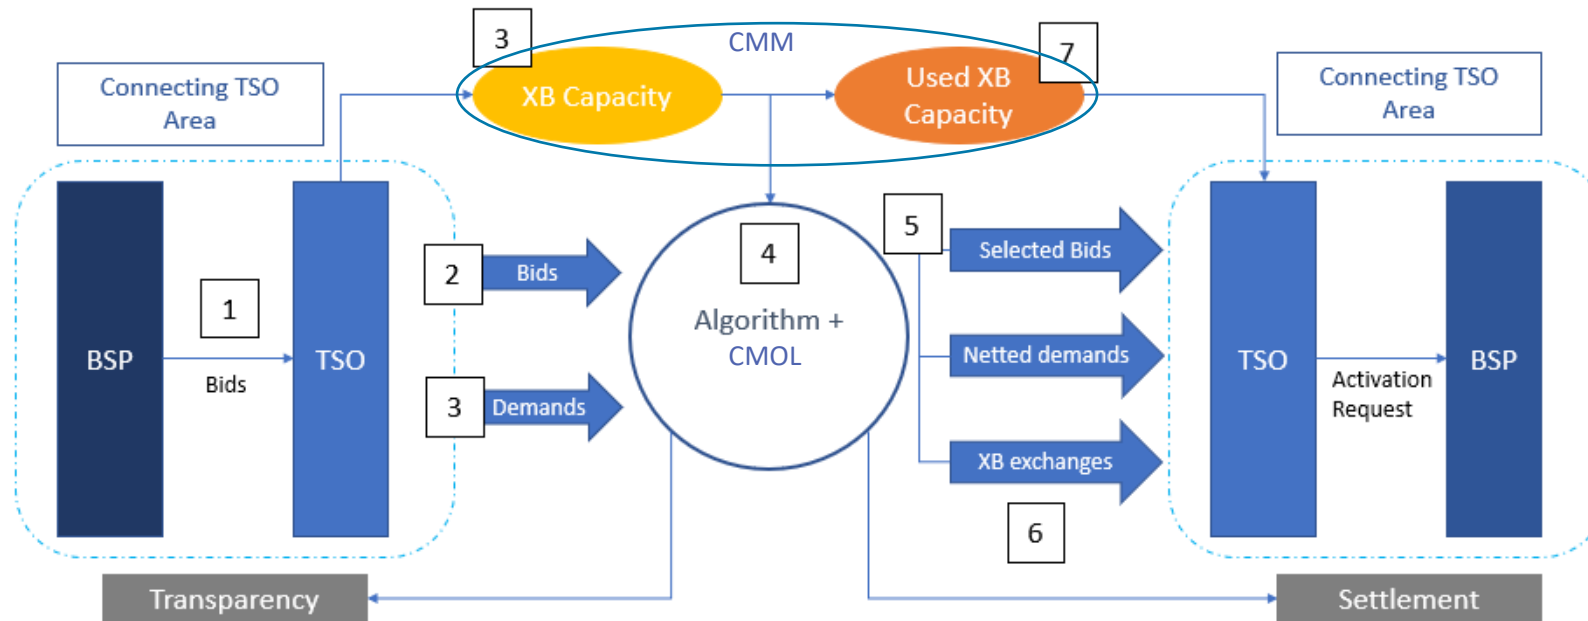 3
CMM
7
Connecting TSO
Area
XB Capacity
Used XB
Capacity
Connecting TSO
Area
BSP
1
Bids
TSO
2
Bids
3
Demands
4
Algorithm +
CMOL
5
Selected Bids
Netted demands
XB exchanges
6
TSO
Activation
Request
BSP
Transparency
Settlement